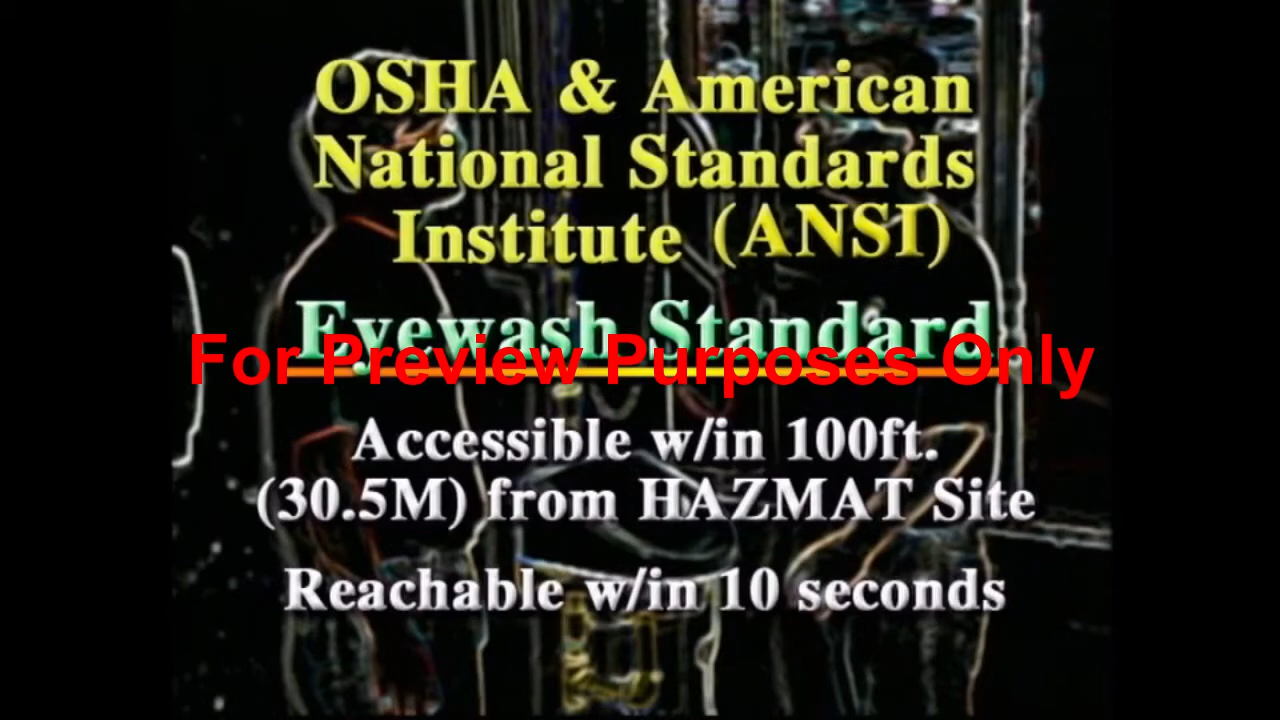 OSHA & American
National Standards
Institute (ANSI)
Eyewash Standard
For Preview Purposes Only
Accessible w/in 100ft.
(30.5M) from HAZMAT Site
Reachable w/in 10 seconds